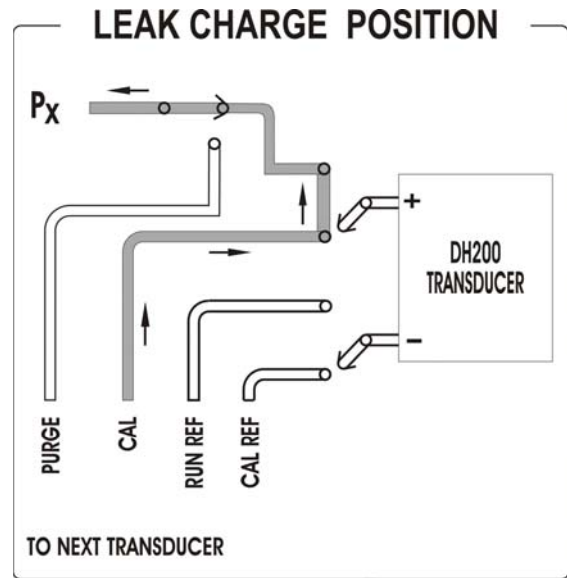 LEAK CHARGE POSITION
Px
+
DH200
TRANSDUCER
-
PURGE
CAL
RUN REF
CAL REF
TO NEXT TRANSDUCER